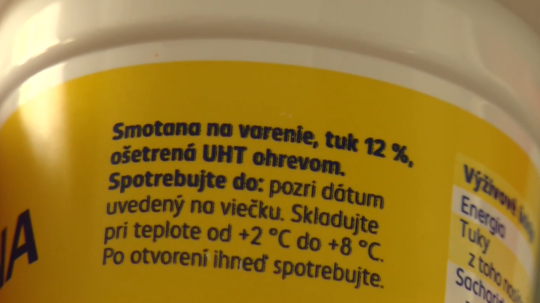 Smotana na varenie, tuk 12 %,
ošetrená UHT ohrevom.
Spotrebujte do: pozri dátum
uvedený na viečku. Skladujte
pri teplote od +2 °C do +8 °C.
Po otvorení ihneď spotrebujte.
Výživové
Energia
Tuky
z toho